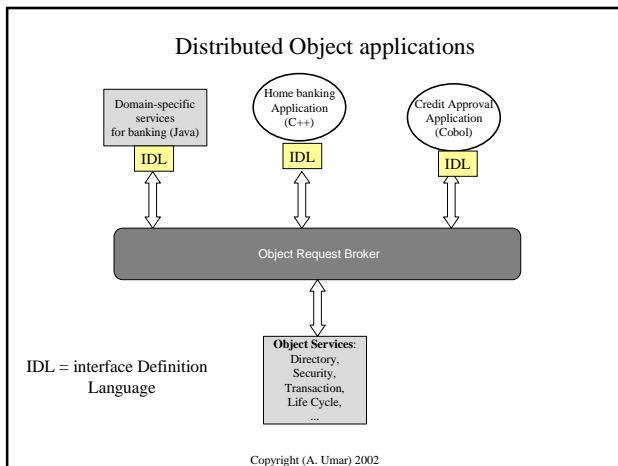 Distributed Object applications
Domain-specific
services
for banking (Java)
Home banking
Application
(C++)
Credit Approval
Application
(Cobol)
IDL
IDL
IDL
Object Request Broker
Object Services:
Directory,
Security,
Transaction,
Life Cycle,
...
IDL = interface Definition
Language
Copyright (A. Umar) 2002